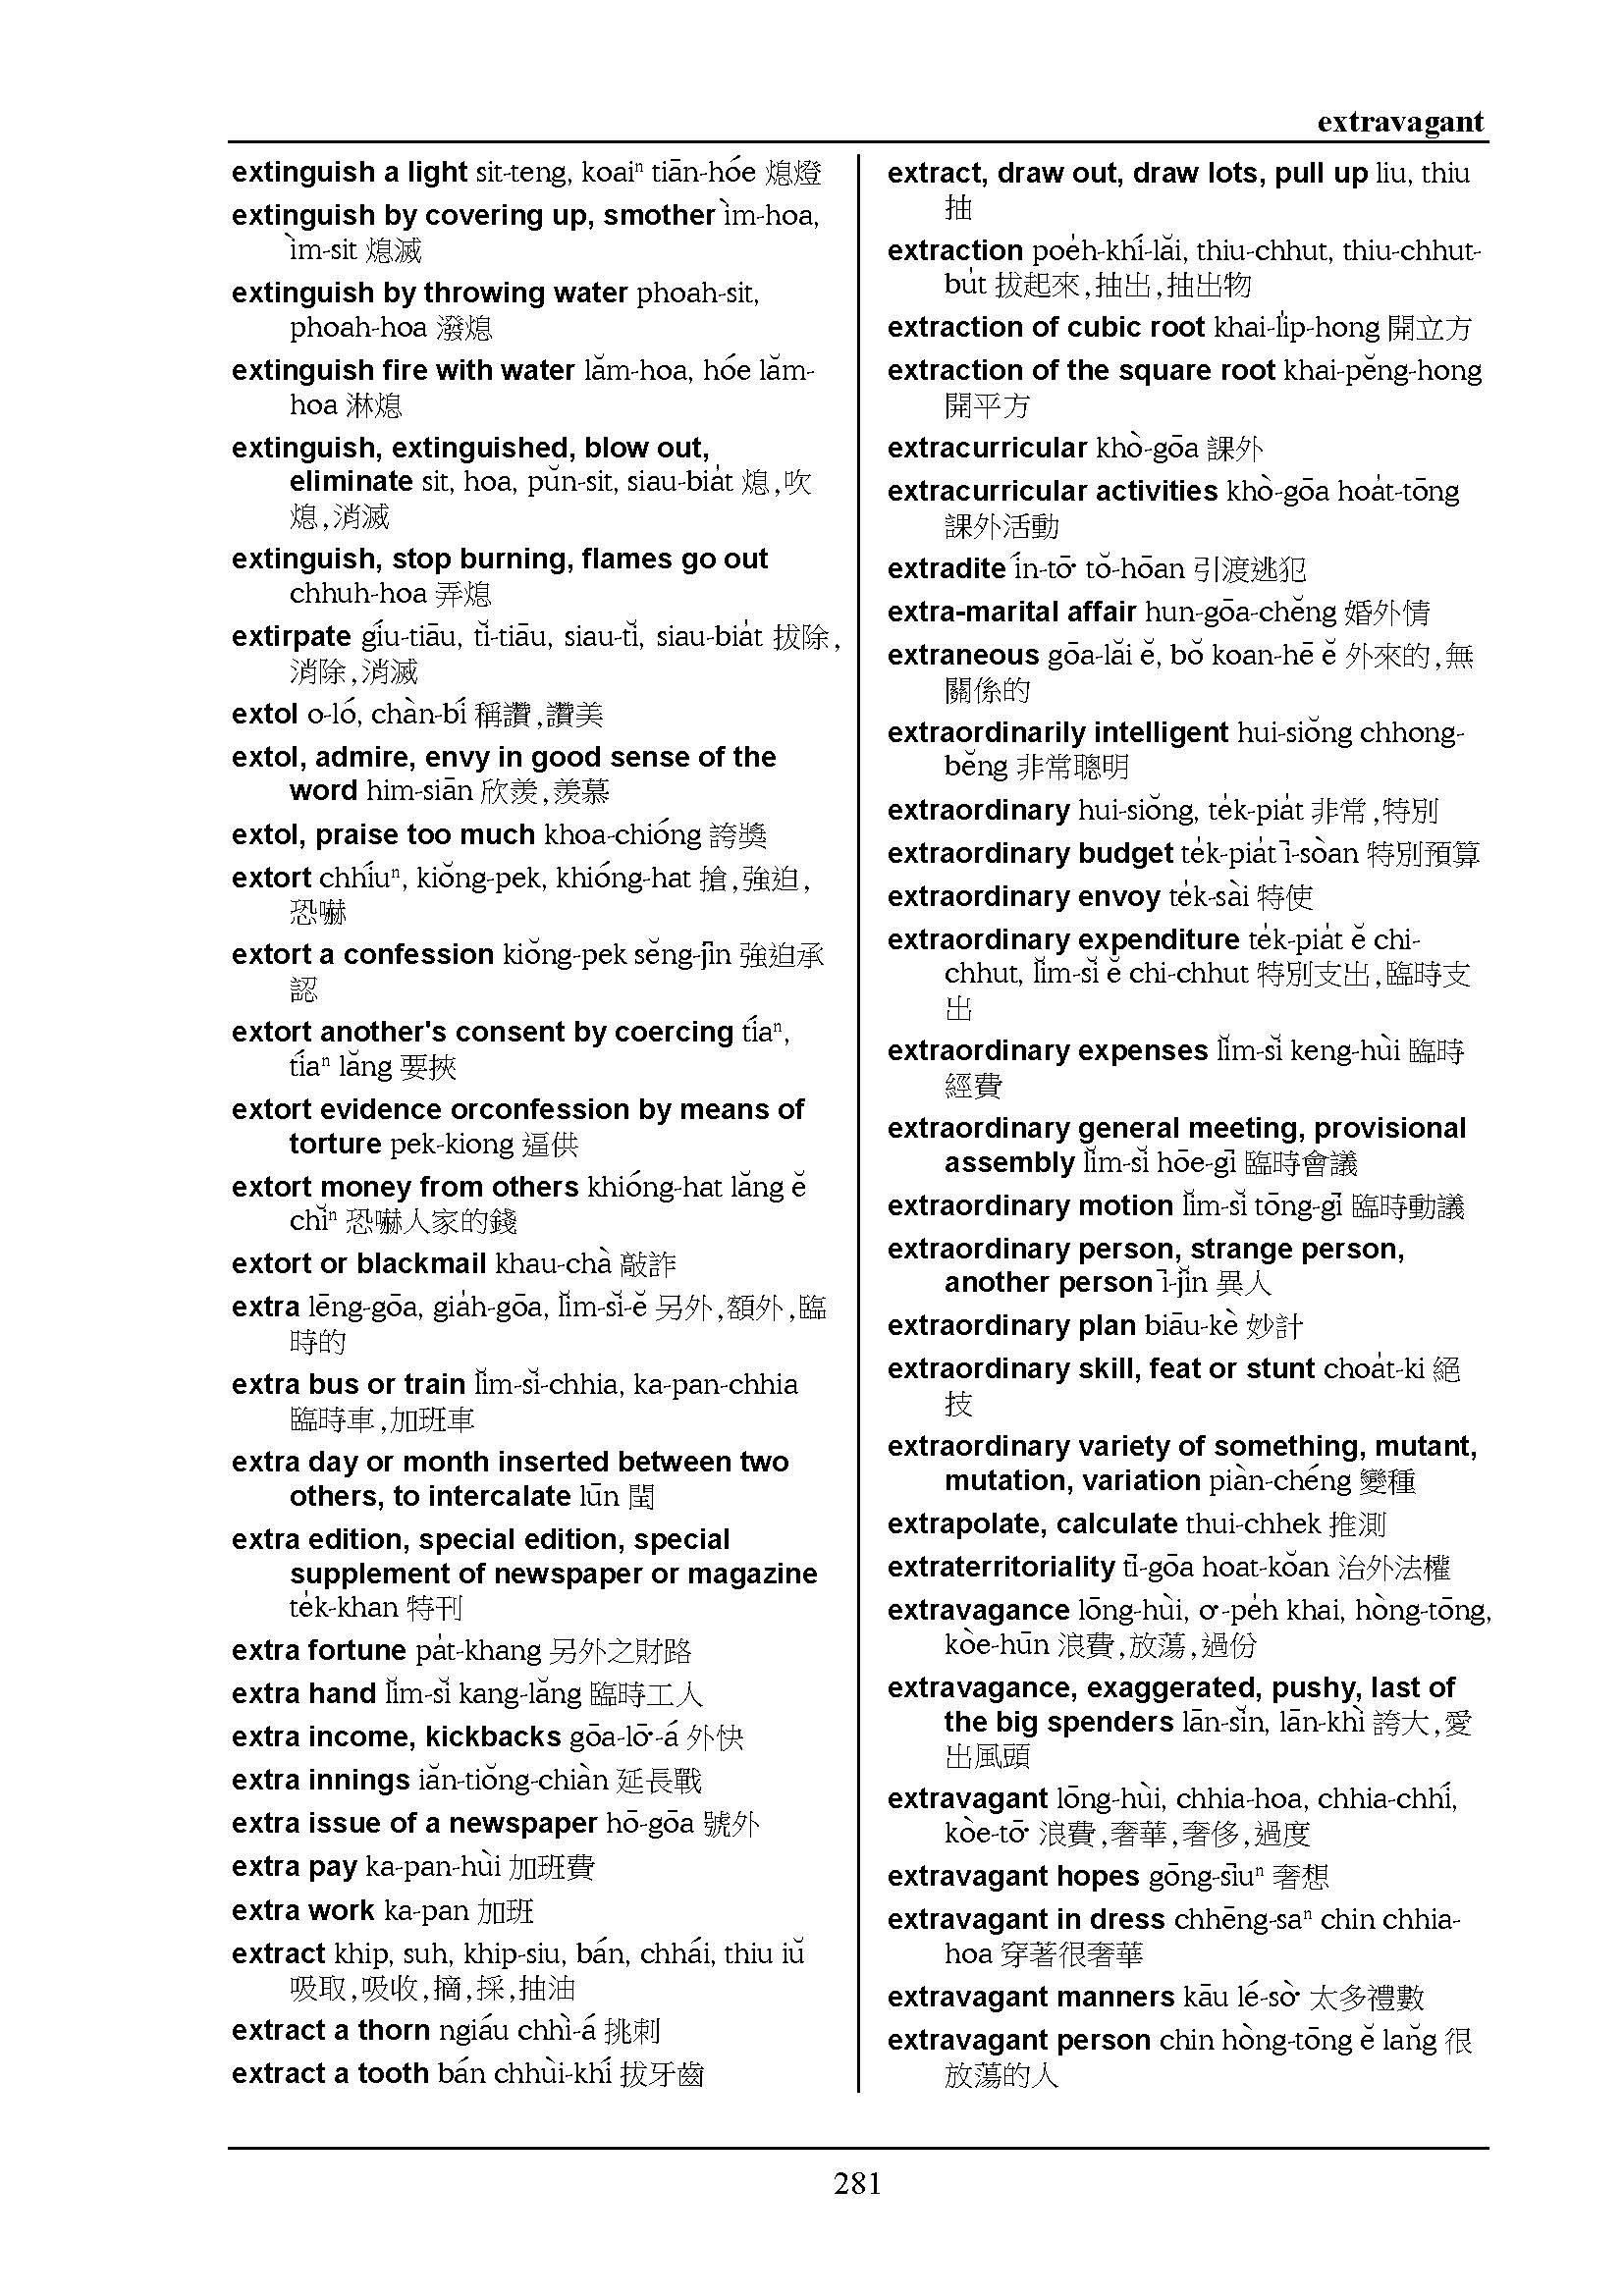 extravagant
extinguish a light sit-teng, koaiⁿ tiān-hóe 熄燈
extinguish by covering up, smother ìm-hoa,
ìm-sit 熄滅
extinguish by throwing water phoah-sit,
phoah-hoa 潑熄
extinguish fire with water lăm-hoa, hóe lăm-
hoa 淋熄
extinguish, extinguished, blow out,
eliminate sit, hoa, pŭn-sit, siau-bia̍t 熄,吹
熄,消滅
extinguish, stop burning, flames go out
chhuh-hoa 弄熄
extirpate gíu-tiāu, tĭ-tiāu, siau-tĭ, siau-bia̍t 拔除,
消除,消滅
extol o-ló, chàn-bí 稱讚,讚美
extol, admire, envy in good sense of the
word him-siān 欣羨,羨慕
extol, praise too much khoa-chióng 誇獎
extort chhíuⁿ, kiŏng-pek, khióng-hat 搶,強迫,
恐嚇
extort a confession kiŏng-pek sĕng-jīn 強迫承
認
extort another's consent by coercing tíaⁿ,
tíaⁿ lăng 要挾
extort evidence orconfession by means of
torture pek-kiong 逼供
extort money from others khióng-hat lăng ĕ
chĭⁿ 恐嚇人家的錢
extort or blackmail khau-chà 敲詐
extra lēng-gōa, gia̍h-gōa, lĭm-sĭ-ĕ 另外,額外,臨
時的
extra bus or train lĭm-sĭ-chhia, ka-pan-chhia
臨時車,加班車
extra day or month inserted between two
others, to intercalate lūn 閏
extra edition, special edition, special
supplement of newspaper or magazine
te̍k-khan 特刊
extra fortune pa̍t-khang 另外之財路
extra hand lĭm-sĭ kang-lăng 臨時工人
extra income, kickbacks gōa-lō͘-á 外快
extra innings iăn-tiŏng-chiàn 延長戰
extra issue of a newspaper hō-gōa 號外
extra pay ka-pan-hùi 加班費
extra work ka-pan 加班
extract khip, suh, khip-siu, bán, chhái, thiu iŭ
吸取,吸收,摘,採,抽油
extract a thorn ngiáu chhì-á 挑刺
extract a tooth bán chhùi-khí 拔牙齒
extract, draw out, draw lots, pull up liu, thiu
抽
extraction poe̍h-khí-lăi, thiu-chhut, thiu-chhut-
bu̍t 拔起來,抽出,抽出物
extraction of cubic root khai-li̍p-hong 開立方
extraction of the square root khai-pĕng-hong
開平方
extracurricular khò-gōa 課外
extracurricular activities khò-gōa hoa̍t-tōng
課外活動
extradite ín-tō͘ tŏ-hōan 引渡逃犯
extra-marital affair hun-gōa-chĕng 婚外情
extraneous gōa-lăi ĕ, bŏ koan-hē ĕ 外來的,無
關係的
extraordinarily intelligent hui-siŏng chhong-
bĕng 非常聰明
extraordinary hui-siŏng, te̍k-pia̍t 非常,特別
extraordinary budget te̍k-pia̍t ī-sòan 特別預算
extraordinary envoy te̍k-sài 特使
extraordinary expenditure te̍k-pia̍t ĕ chi-
chhut, lĭm-sĭ ĕ chi-chhut 特別支出,臨時支
出
extraordinary expenses lĭm-sĭ keng-hùi 臨時
經費
extraordinary general meeting, provisional
assembly lĭm-sĭ hōe-gī 臨時會議
extraordinary motion lĭm-sĭ tōng-gī 臨時動議
extraordinary person, strange person,
another person ī-jĭn 異人
extraordinary plan biāu-kè 妙計
extraordinary skill, feat or stunt choa̍t-ki 絕
技
extraordinary variety of something, mutant,
mutation, variation piàn-chéng 變種
extrapolate, calculate thui-chhek 推測
extraterritoriality tī-gōa hoat-kŏan 治外法權
extravagance lōng-hùi, o͘-pe̍h khai, hòng-tōng,
kòe-hūn 浪費,放蕩,過份
extravagance, exaggerated, pushy, last of
the big spenders lān-sĭn, lān-khì 誇大,愛
出風頭
extravagant lōng-hùi, chhia-hoa, chhia-chhí,
kòe-tō͘ 浪費,奢華,奢侈,過度
extravagant hopes gōng-sīuⁿ 奢想
extravagant in dress chhēng-saⁿ chin chhia-
hoa 穿著很奢華
extravagant manners kāu lé-sò͘ 太多禮數
extravagant person chin hòng-tōng ĕ lan̆g 很
放蕩的人
281